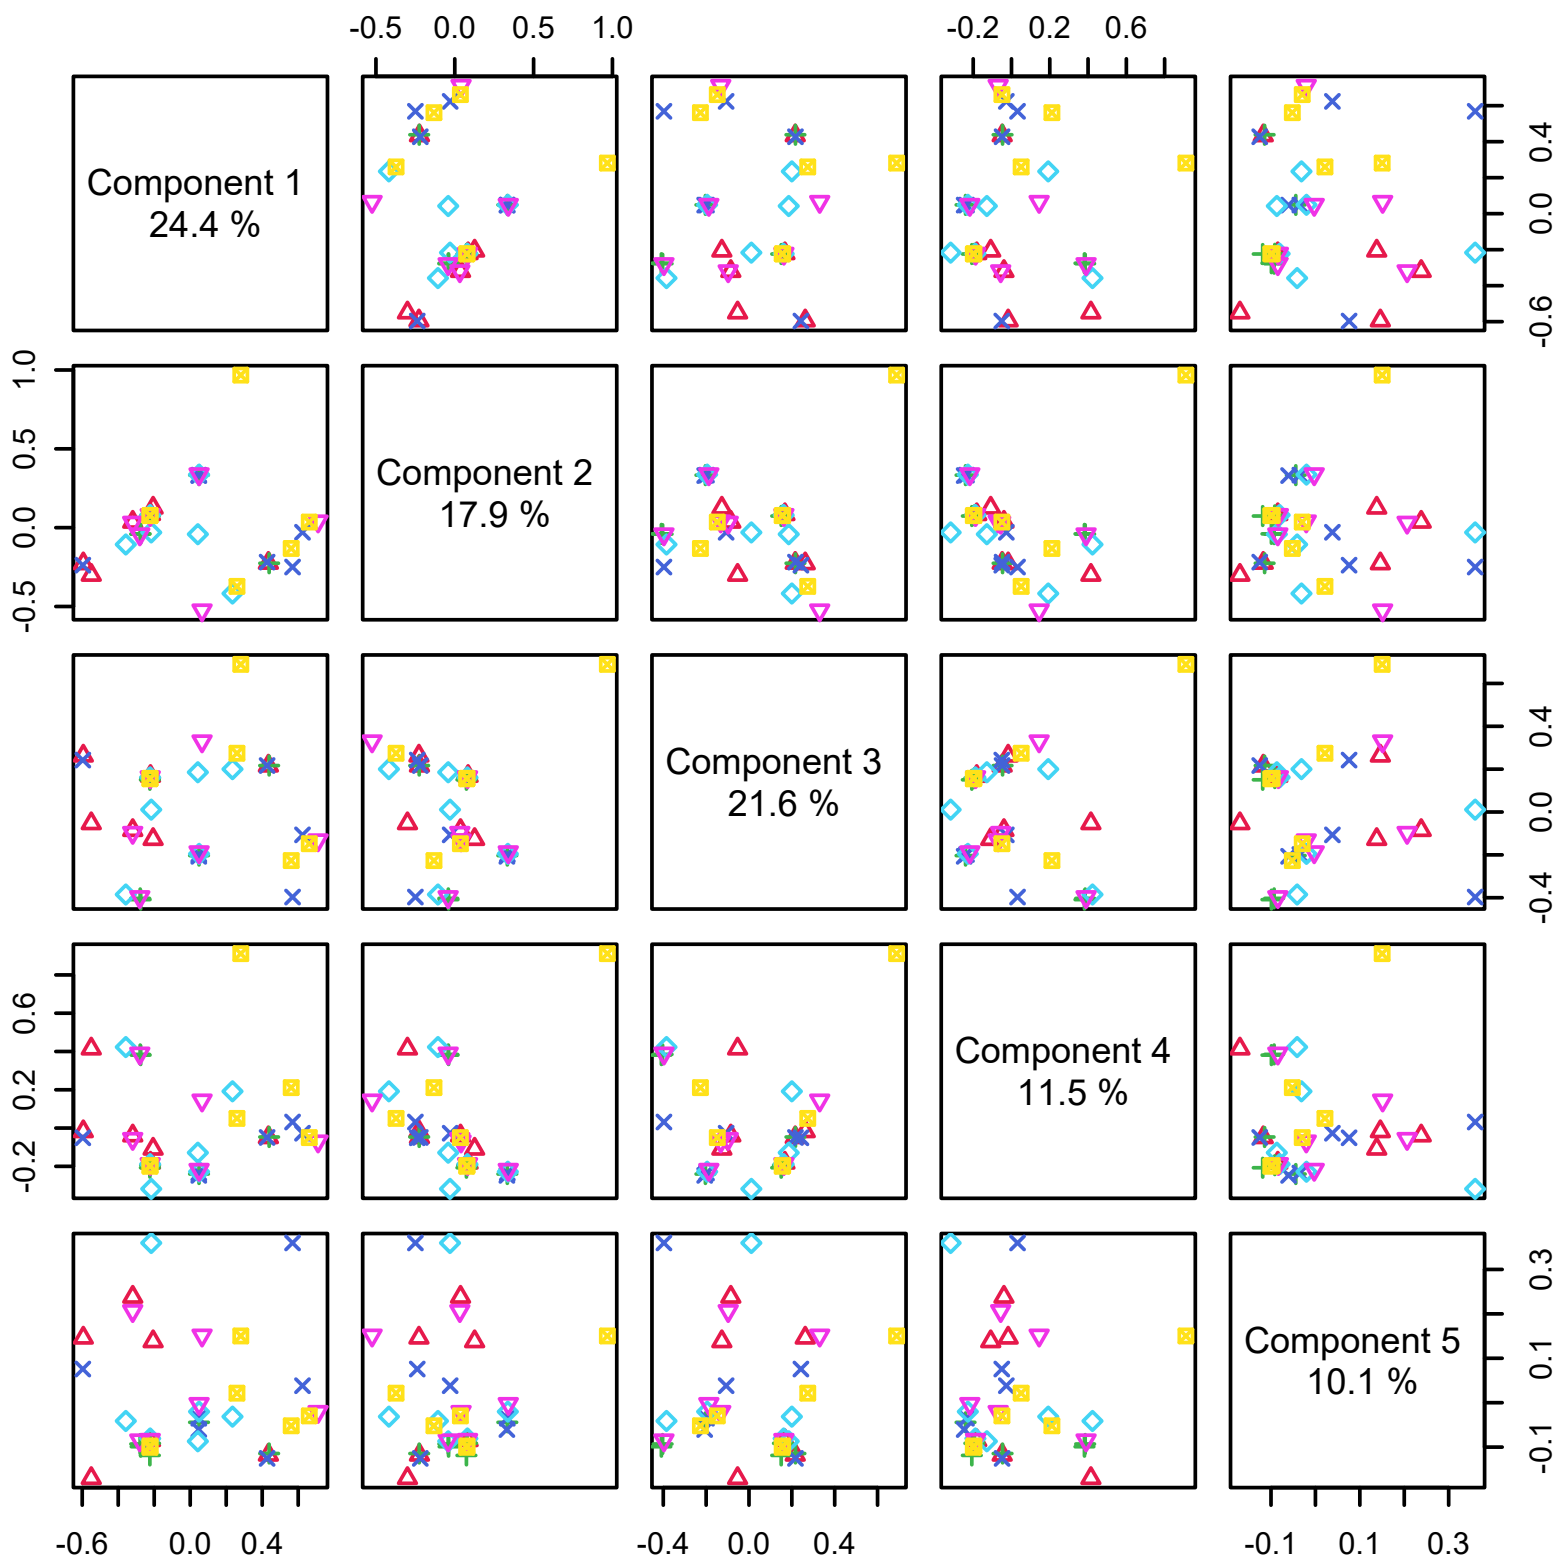 -0.5 0.0 0.5 1.0 -0.2 0.2 0.6
Component 1
24.4 %
-0.6 0.0 0.4
-0.5 0.0 0.5 1.0
Component 2
17.9 %
Component 3
21.6 %
-0.4 0.0 0.4
-0.2 0.2 0.6
Component 4
11.5 %
Component 5
10.1 %
-0.1 0.1 0.3
-0.6 0.0 0.4 -0.4 0.0 0.4 -0.1 0.1 0.3